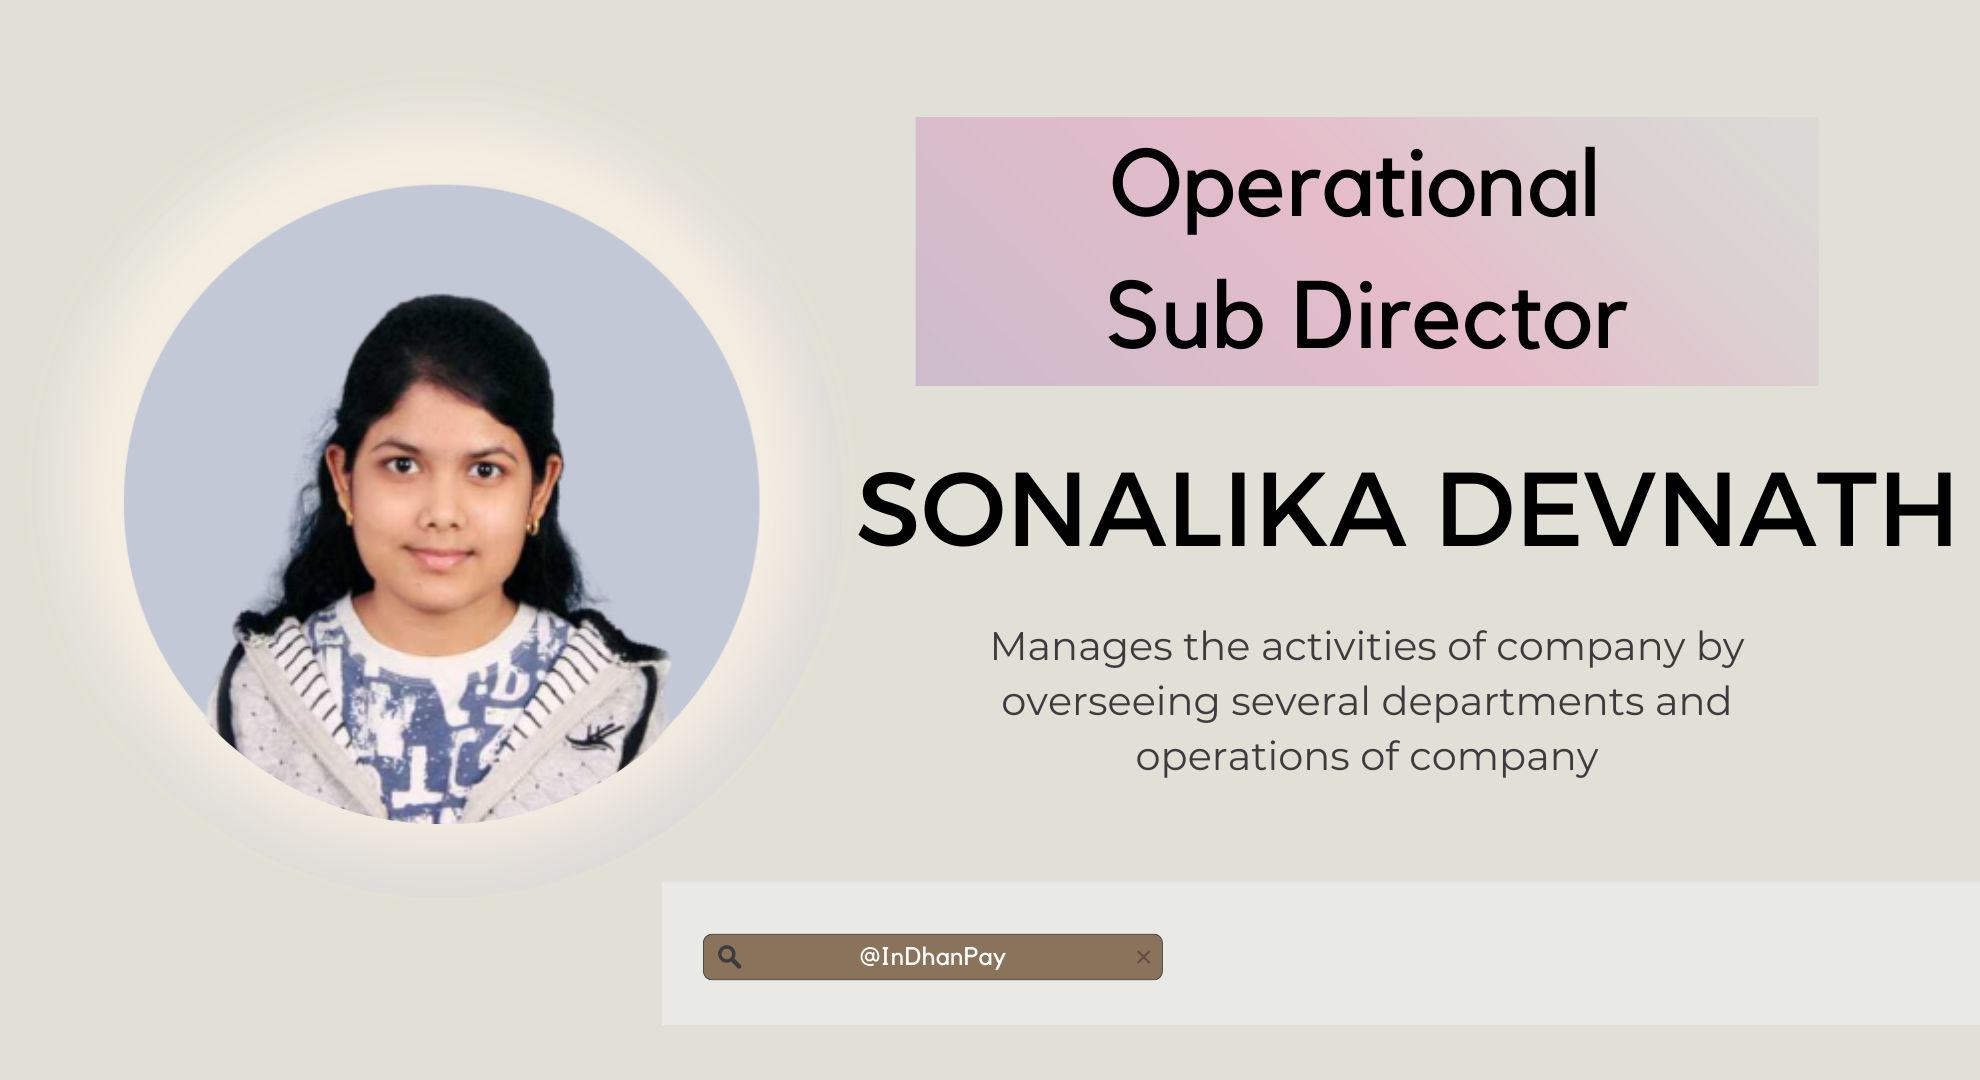 Operational
Sub Director
SONALIKA DEVNATH
Manages the activities of company by
overseeing several departments and
operations of company
@InDhanPay